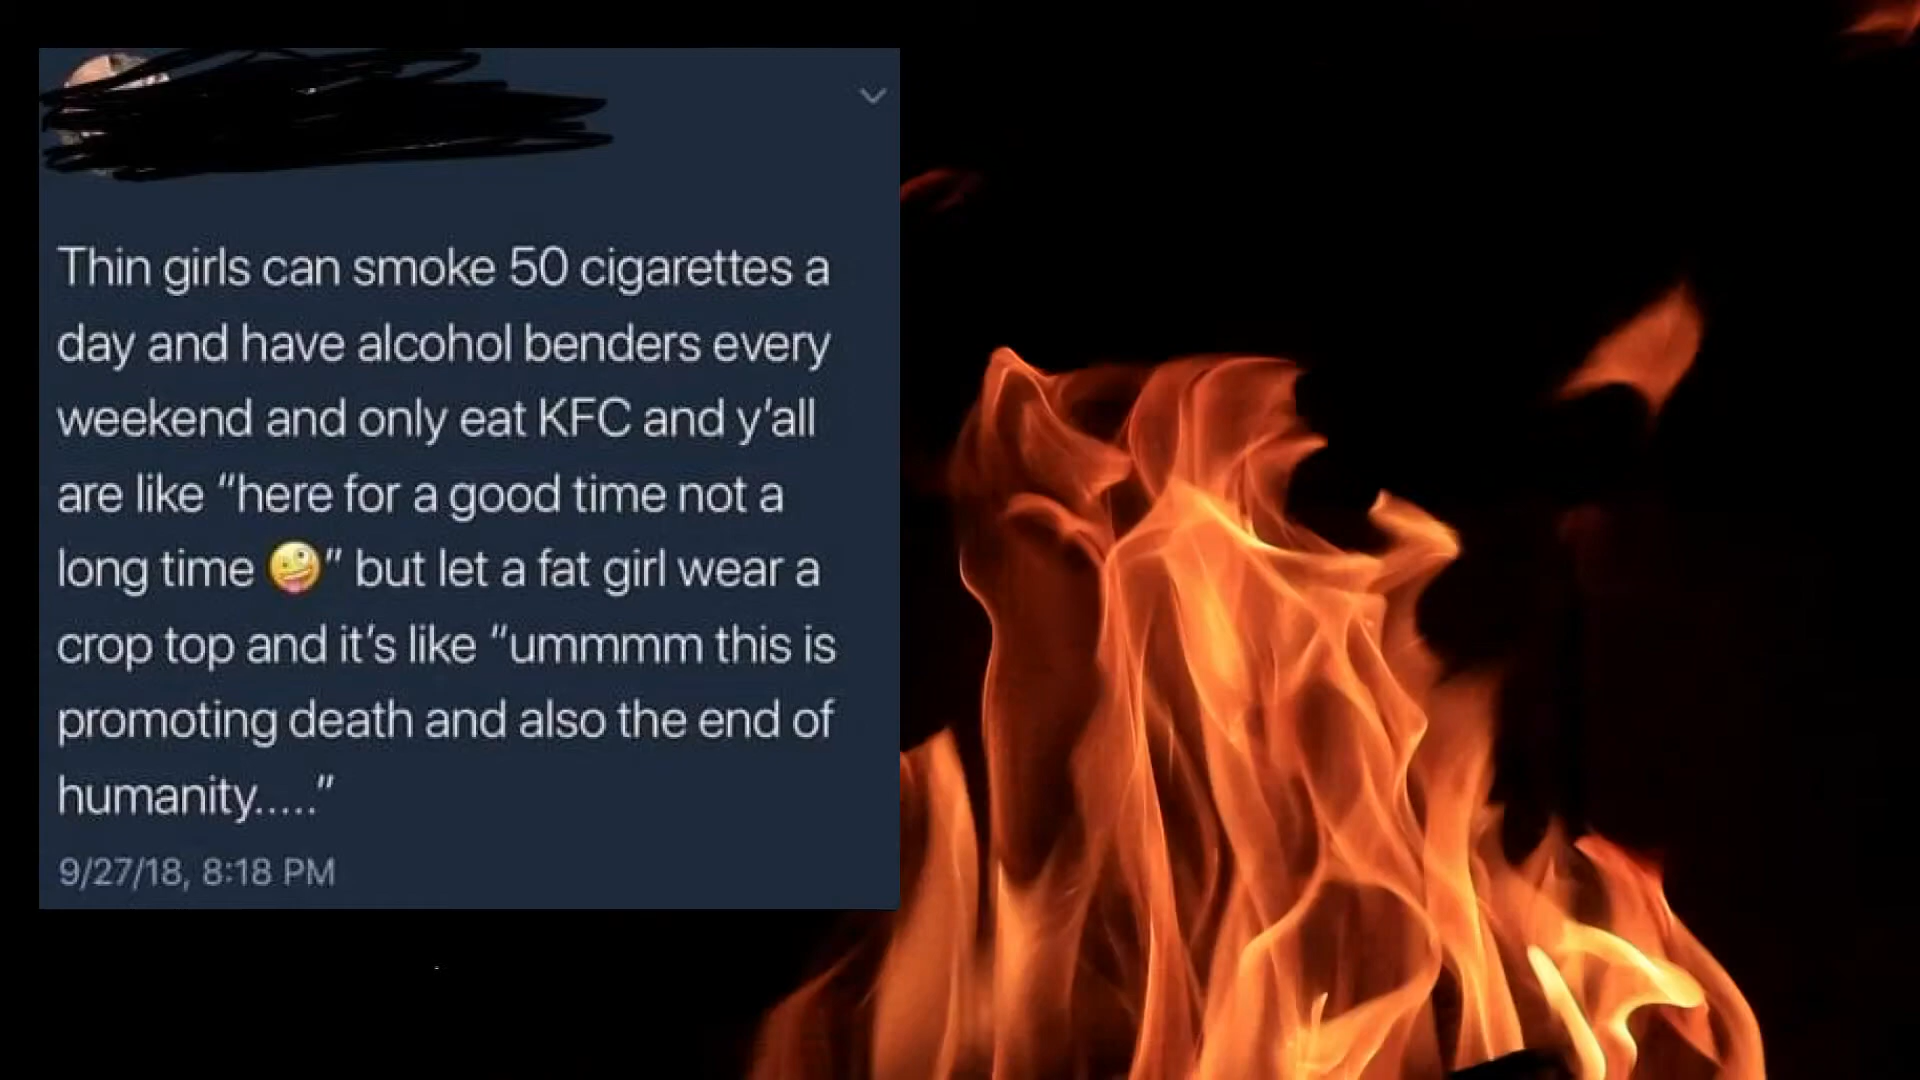 Thin girls can smoke 50 cigarettes a
day and have alcohol benders every
weekend and only eat KFC and y’all
are like “here for a good time not a
long time 🤪” but let a fat girl wear a
crop top and it’s like “ummmm this is
promoting death and also the end of
humanity.....”
9/27/18, 8:18 PM